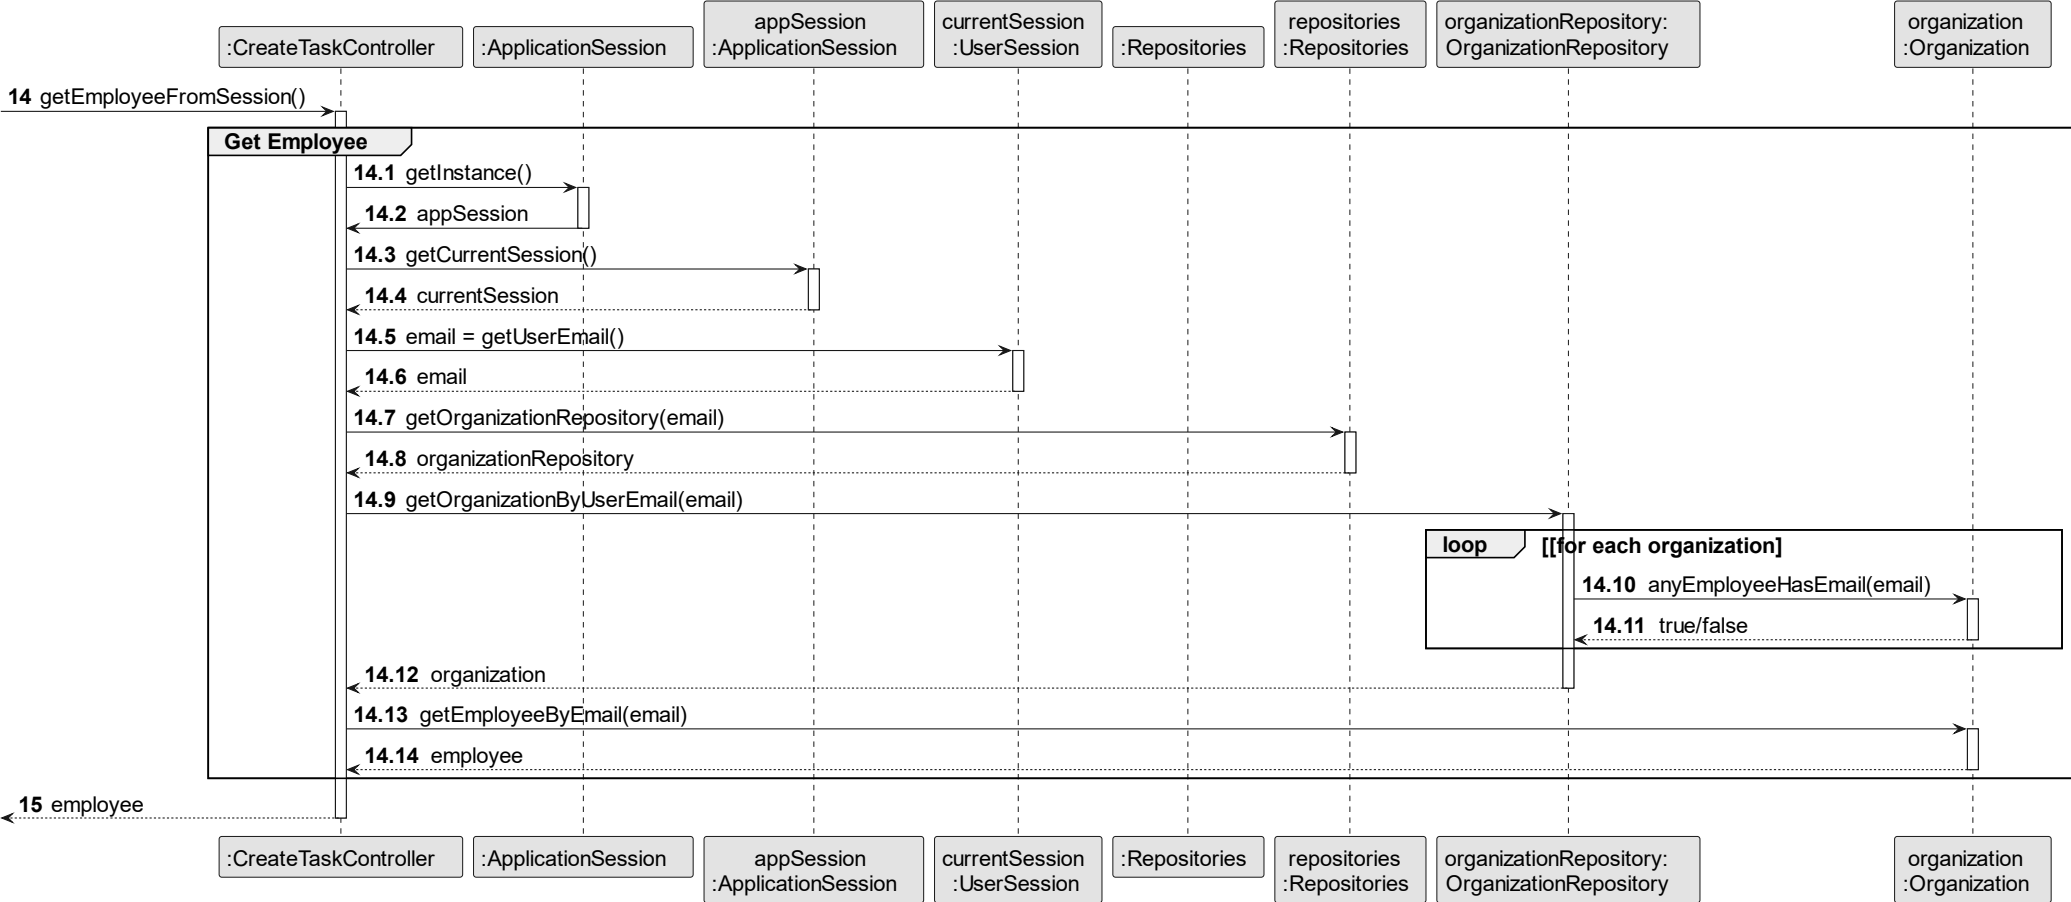 appSession
currentSession
repositories
organizationRepository:
organization
:CreateTaskController
:ApplicationSession
:ApplicationSession
:UserSession
:Repositories
:Repositories
OrganizationRepository
:Organization
14 getEmployeeFromSession()
Get Employee
14.1 getInstance()
14.2 appSession
14.3 getCurrentSession()
14.4 currentSession
14.5 email = getUserEmail()
14.6 email
14.7 getOrganizationRepository(email)
14.8 organizationRepository
14.9 getOrganizationByUserEmail(email)
loop [[for each organization]
14.10 anyEmployeeHasEmail(email)
14.11 true/false
14.12 organization
14.13 getEmployeeByEmail(email)
14.14 employee
15 employee
:CreateTaskController
:ApplicationSession
appSession
:ApplicationSession
currentSession
:UserSession
:Repositories
repositories
:Repositories
organizationRepository:
OrganizationRepository
organization
:Organization